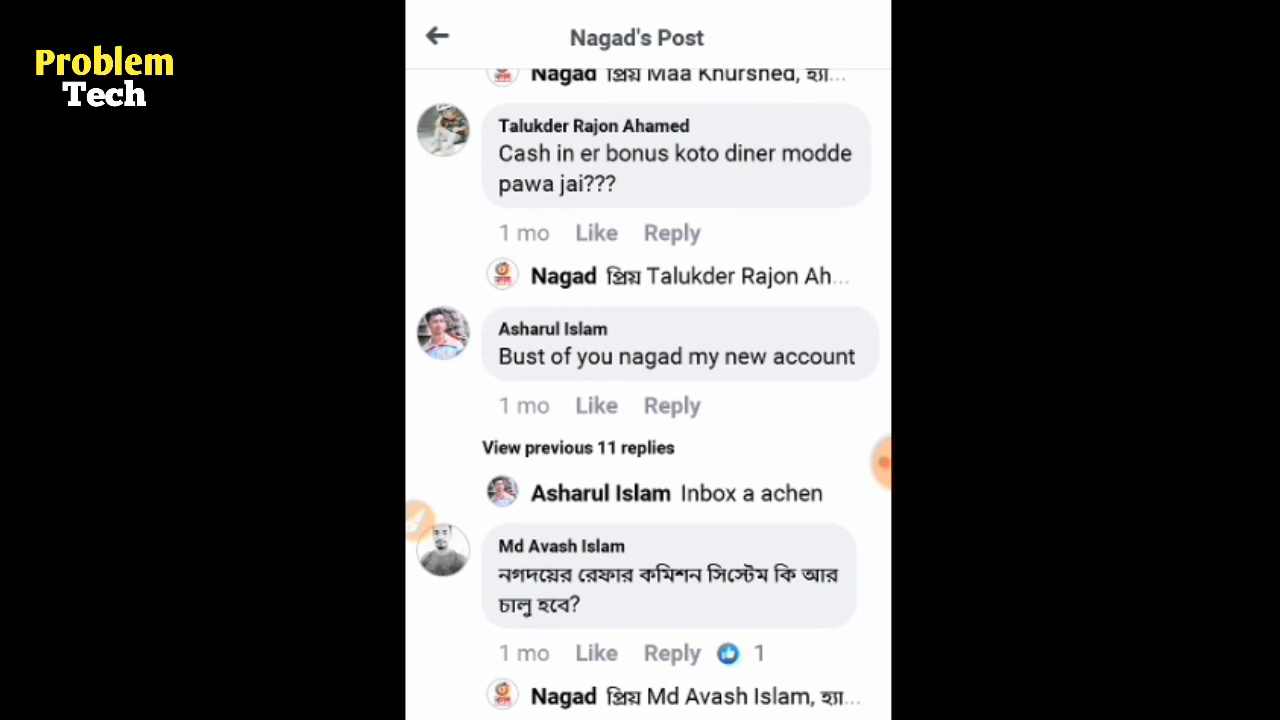 Problem
Tech
Nagad's Post
Nagad প্রিয় Maa Khurshed, হ্যা...
Talukder Rajon Ahamed
Cash in er bonus koto diner modde
pawa jai???
1 mo Like Reply
Nagad প্রিয় Talukder Rajon Ah...
Asharul Islam
Bust of you nagad my new account
1 mo Like Reply
View previous 11 replies
Asharul Islam Inbox a achen
Md Avash Islam
নগদয়ের রেফার কমিশন সিস্টেম কি আর
চালু হবে?
1 mo Like Reply 1
Nagad প্রিয় Md Avash Islam, হ্যা...